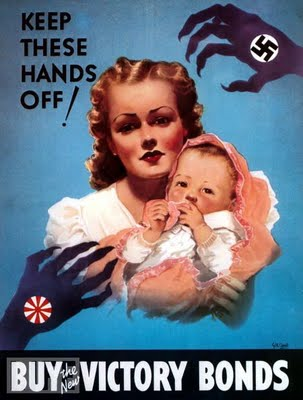 KEEP
THESE
HANDS
OFF!
BUY the New VICTORY BONDS